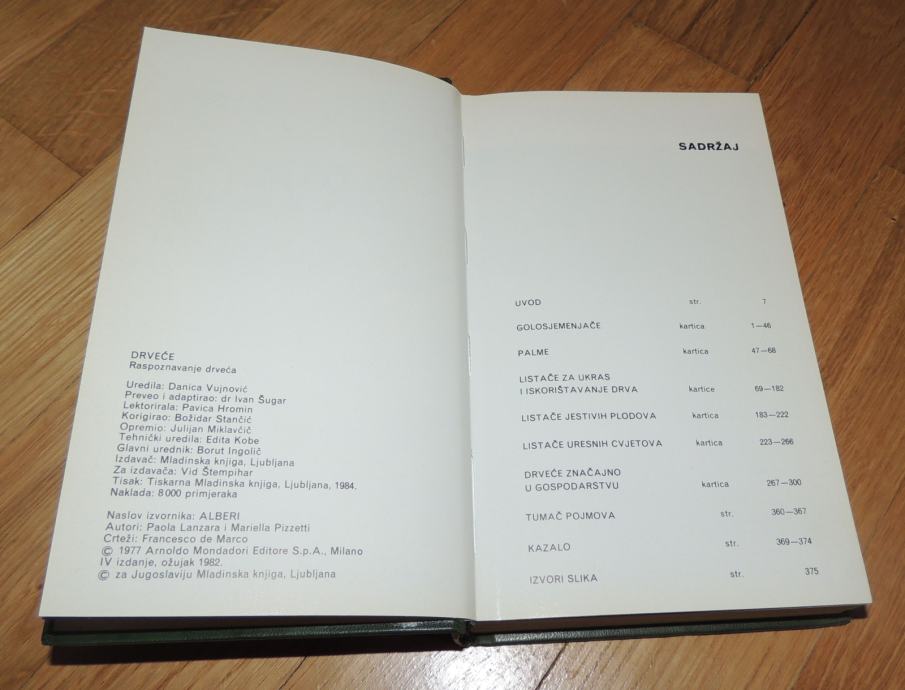 DRVEĆE
Raspoznavanje drveća
Uredila: Danica Vujnović
Preveo i adaptirao: dr Ivan Šugar
Lektorirala: Pavica Hromin
Korigirao: Božidar Stančić
Opremio: Julijan Miklavčič
Tehnički uredila: Edita Kobe
Glavni urednik: Borut Ingolič
Izdavač: Mladinska knjiga, Ljubljana
Za izdavača: Vid Štempihar
Tisak: Tiskarna Mladinska knjiga, Ljubljana, 1984.
Naklada: 8000 primjeraka
Naslov izvornika: ALBERI
Autori: Paola Lanzara i Mariella Pizzetti
Crteži: Francesco de Marco
© 1977 Arnoldo Mondadori Editore S.p.A., Milano
IV izdanje, ožujak 1982.
© za Jugoslaviju Mladinska knjiga, Ljubljana
SADRŽAJ
UVOD str. 7
GOLOSJEMENJAČE kartica 1—46
PALME kartica 47—68
LISTAČE ZA UKRAS
I ISKORIŠTAVANJE DRVA kartice 69—182
LISTAČE JESTIVIH PLODOVA kartica 183—222
LISTAČE URESNIH CVJETOVA kartica 223—266
DRVEĆE ZNAČAJNO
U GOSPODARSTVU kartica 267—300
TUMAČ POJMOVA str. 360—367
KAZALO str. 369—374
IZVORI SLIKA str. 375